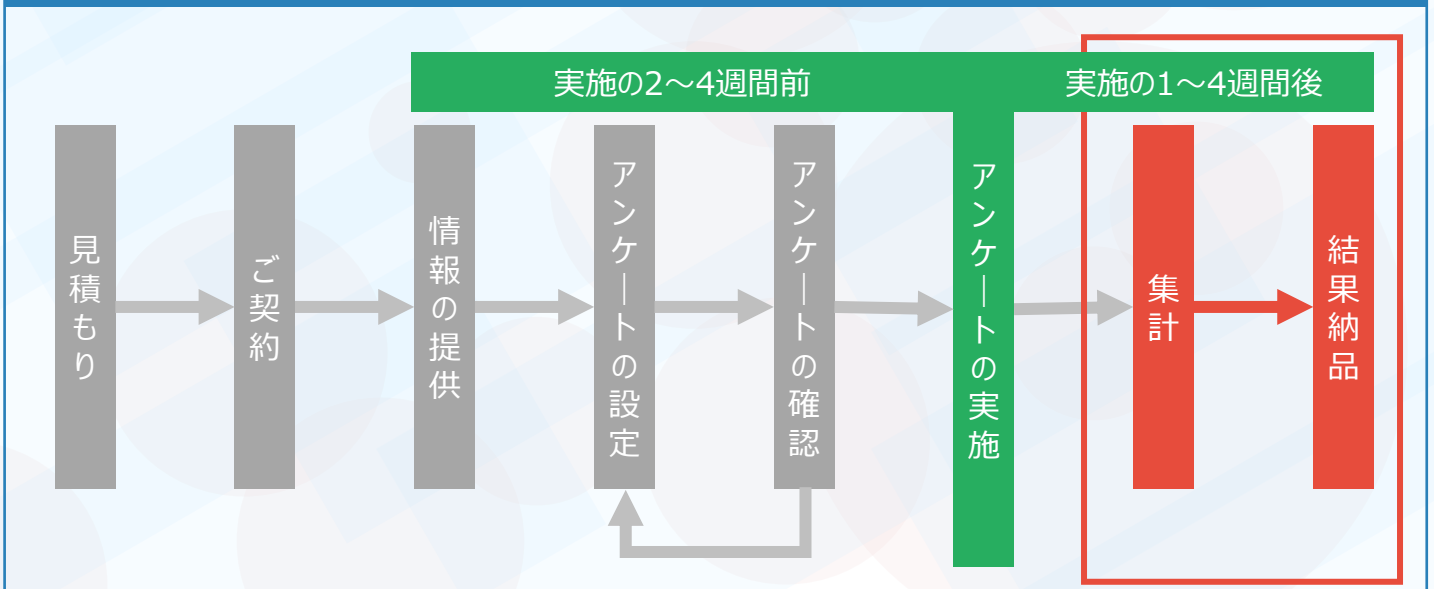 実施の2～4週間前
実施の1～4週間後
見積もり
ご契約
情報の提供
アンケートの設定
アンケートの確認
アンケートの実施
集計
結果納品